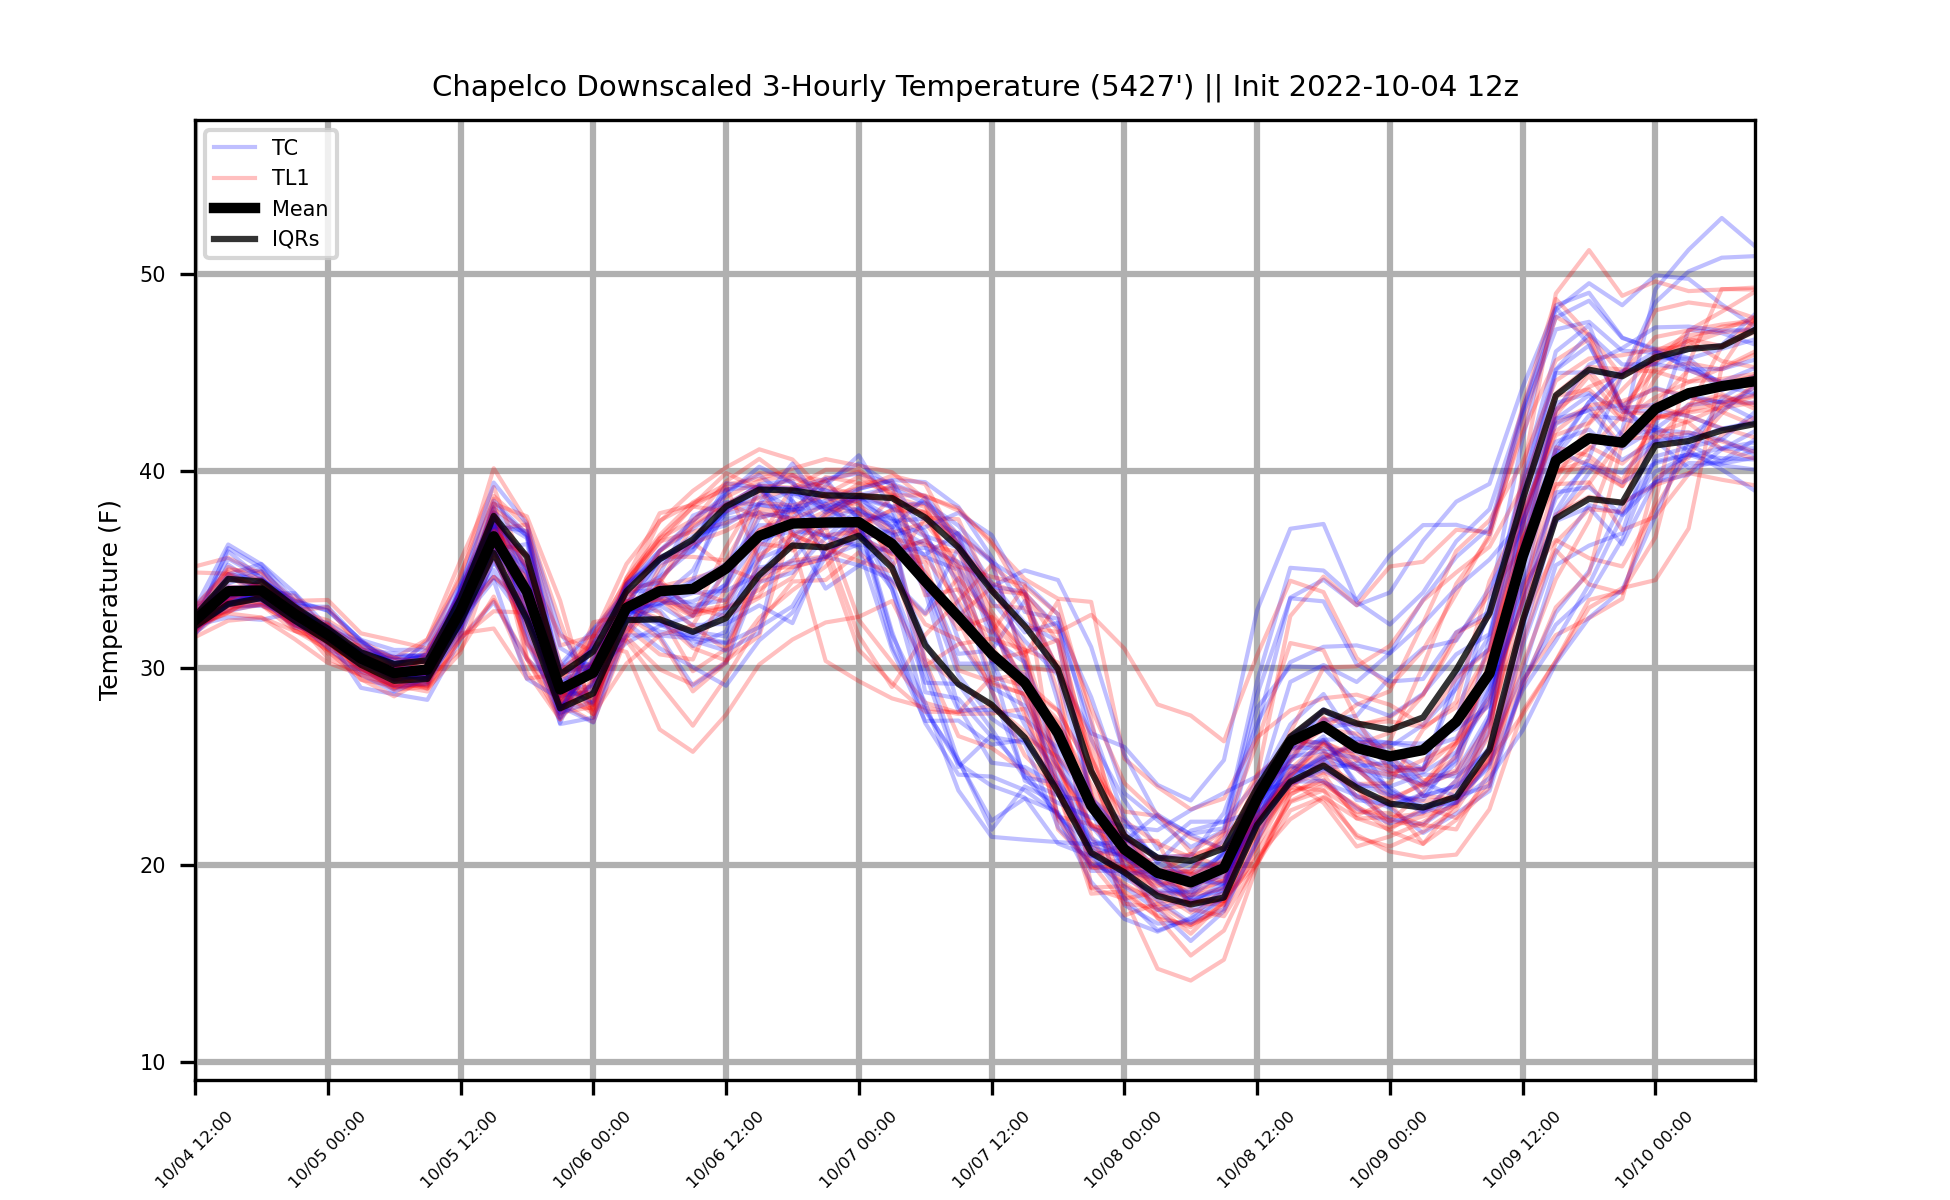 Chapelco Downscaled 3-Hourly Temperature (5427') || Init 2022-10-04 12z
TC
TL1
Mean
IQRs
Temperature (F)
50
40
30
20
10
10/04 12:00
10/05 00:00
10/05 12:00
10/06 00:00
10/06 12:00
10/07 00:00
10/07 12:00
10/08 00:00
10/08 12:00
10/09 00:00
10/09 12:00
10/10 00:00